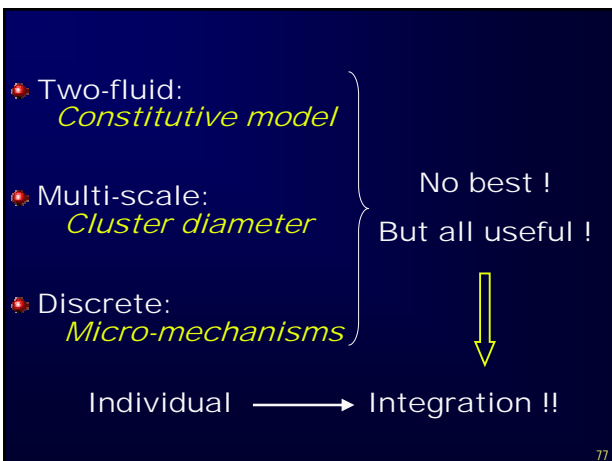 Two-fluid:
Constitutive model
Multi-scale:
Cluster diameter
Discrete:
Micro-mechanisms
No best !
But all useful !
Individual
Integration !!
77